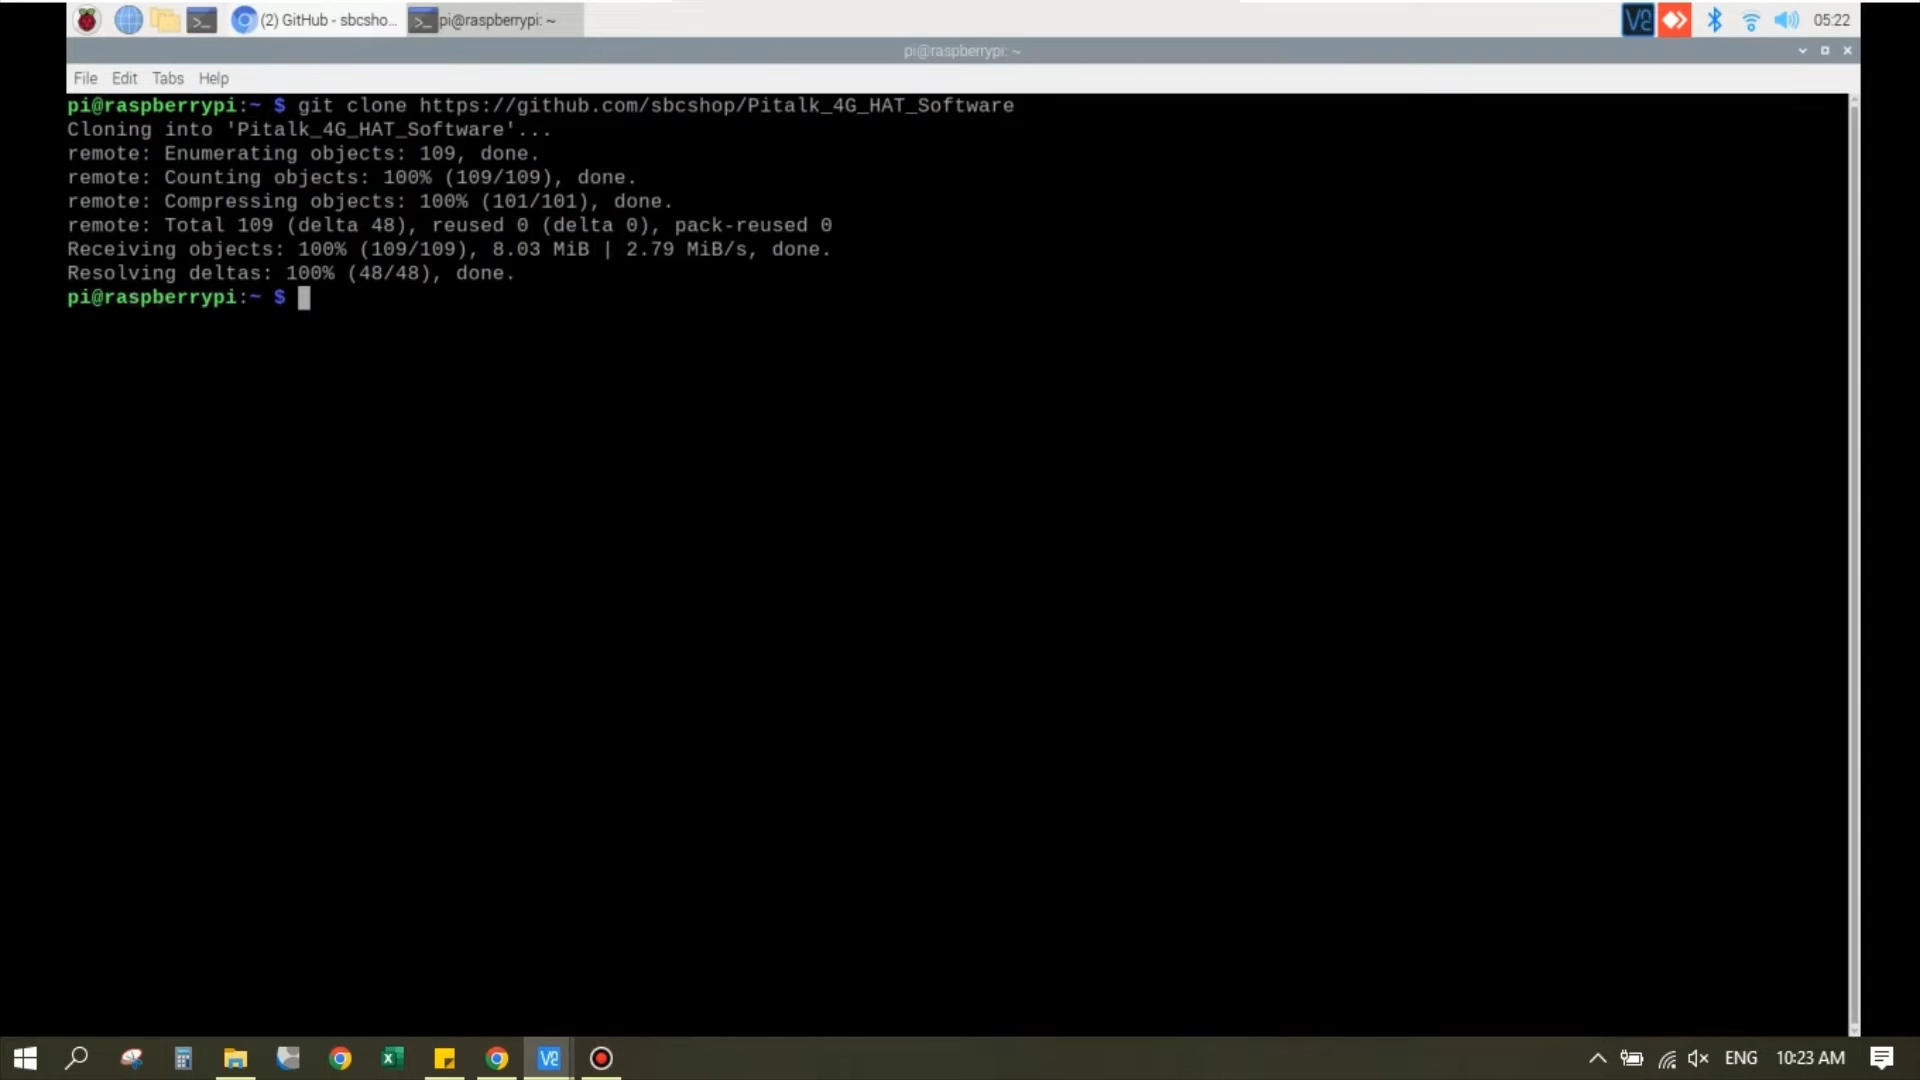 (2) GitHub - sbcsho...
pi@raspberrypi: ~
05:22
pi@raspberrypi: ~
File Edit Tabs Help
pi@raspberrypi:~ $ git clone https://github.com/sbcshop/Pitalk_4G_HAT_Software
Cloning into 'Pitalk_4G_HAT_Software'...
remote: Enumerating objects: 109, done.
remote: Counting objects: 100% (109/109), done.
remote: Compressing objects: 100% (101/101), done.
remote: Total 109 (delta 48), reused 0 (delta 0), pack-reused 0
Receiving objects: 100% (109/109), 8.03 MiB | 2.79 MiB/s, done.
Resolving deltas: 100% (48/48), done.
pi@raspberrypi:~ $
ENG 10:23 AM